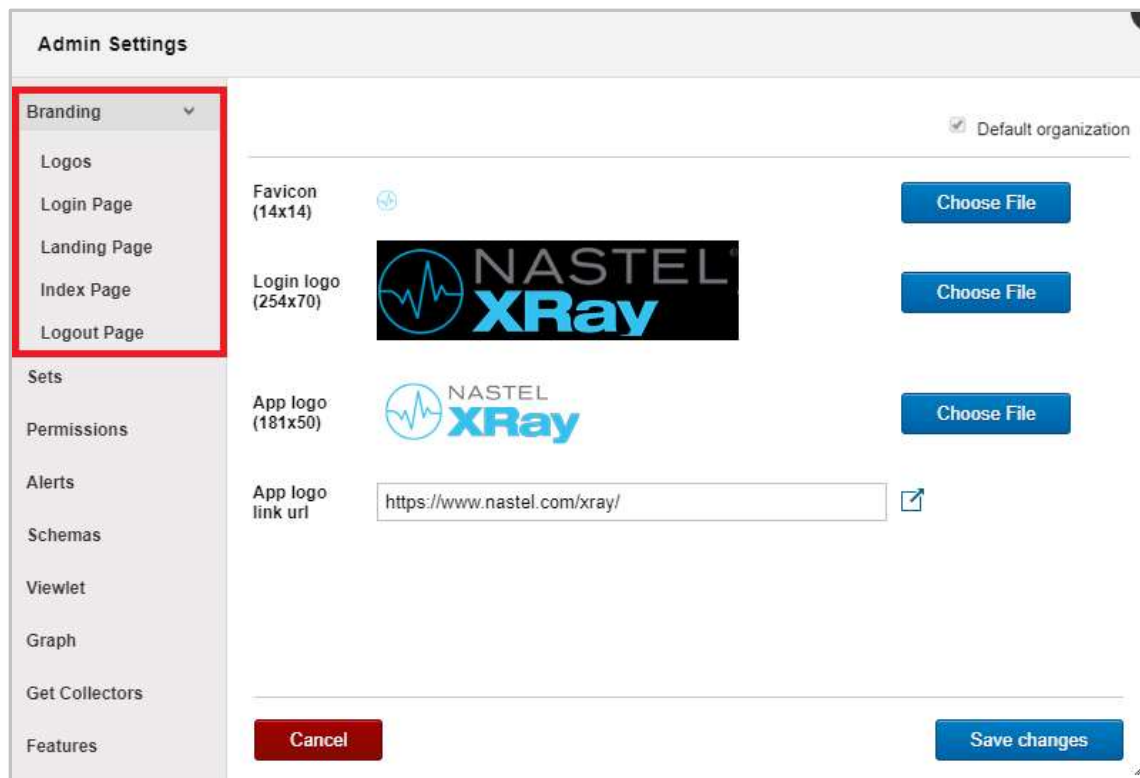 Admin Settings
Branding
Logos
Login Page
Landing Page
Index Page
Logout Page
Sets
Permissions
Alerts
Schemas
Viewlet
Graph
Get Collectors
Features
Default organization
Favicon
(14x14)
Choose File
Login logo
(254x70)
NASTEL®
XRay
Choose File
App logo
(181x50)
NASTEL
XRay
Choose File
App logo
link url
https://www.nastel.com/xray/
Cancel
Save changes